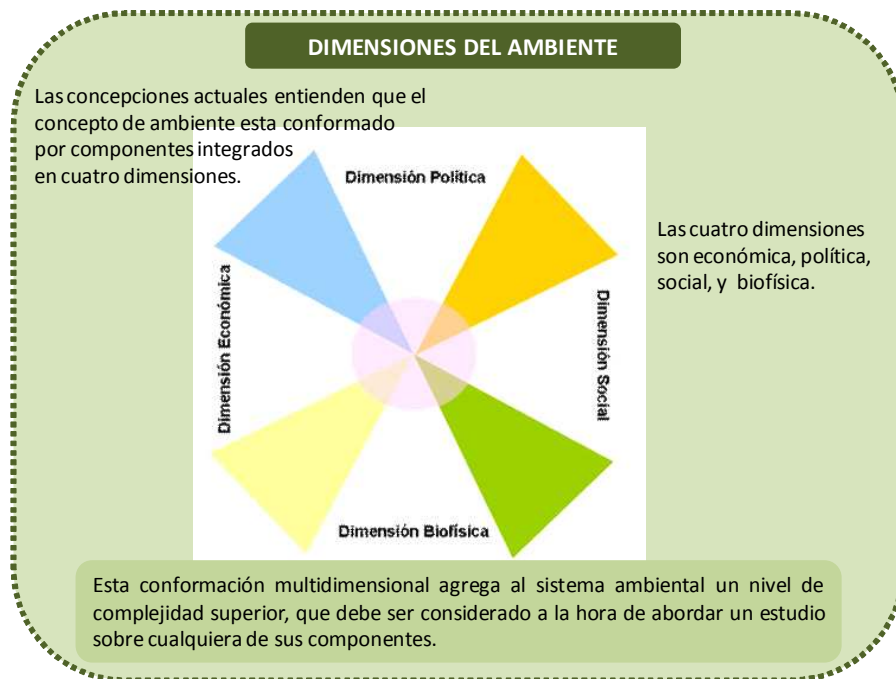 DIMENSIONES DEL AMBIENTE
Las concepciones actuales entienden que el
concepto de ambiente esta conformado
por componentes integrados
en cuatro dimensiones.
Dimensión Política
Las cuatro dimensiones
son económica, política,
social, y biofísica.
Dimensión Económica
Dimensión Social
Dimensión Biofísica
Esta conformación multidimensional agrega al sistema ambiental un nivel de
complejidad superior, que debe ser considerado a la hora de abordar un estudio
sobre cualquiera de sus componentes.